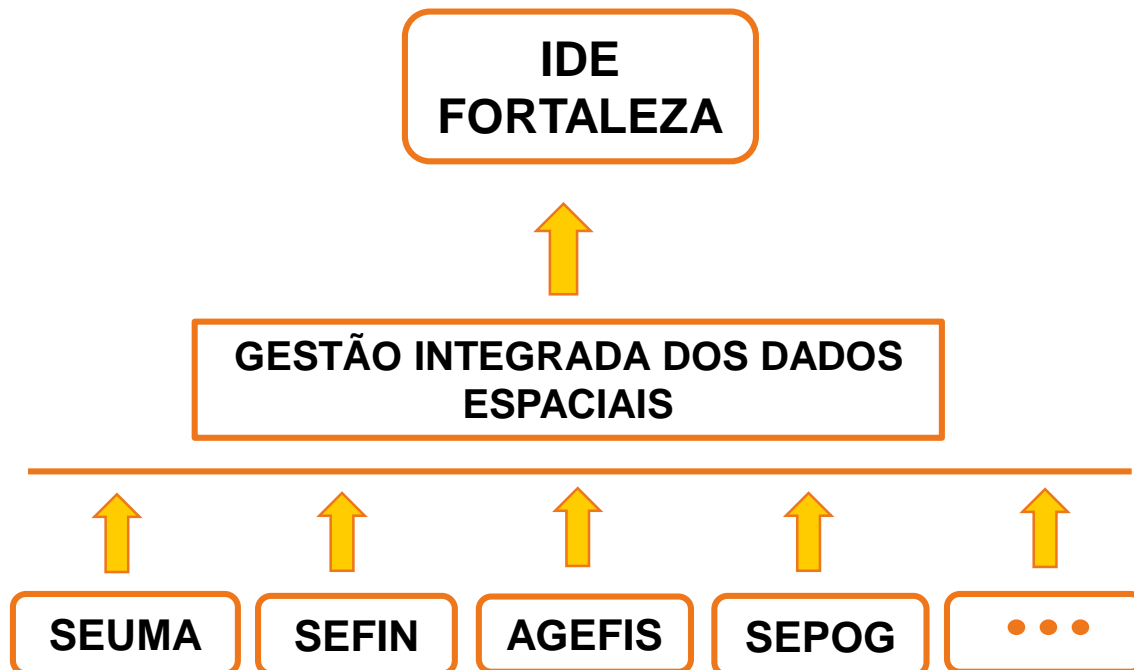 IDE
FORTALEZA
GESTÃO INTEGRADA DOS DADOS
ESPACIAIS
SEUMA
SEFIN
AGEFIS
SEPOG
•••